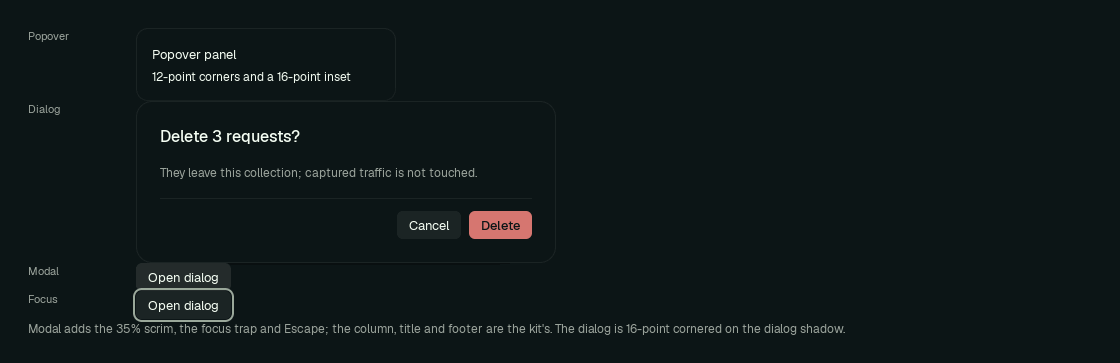 Popover
Popover panel
12-point corners and a 16-point inset
Dialog
Delete 3 requests?
They leave this collection; captured traffic is not touched.
Cancel
Delete
Modal
Open dialog
Focus
Open dialog
Modal adds the 35% scrim, the focus trap and Escape; the column, title and footer are the kit's. The dialog is 16-point cornered on the dialog shadow.